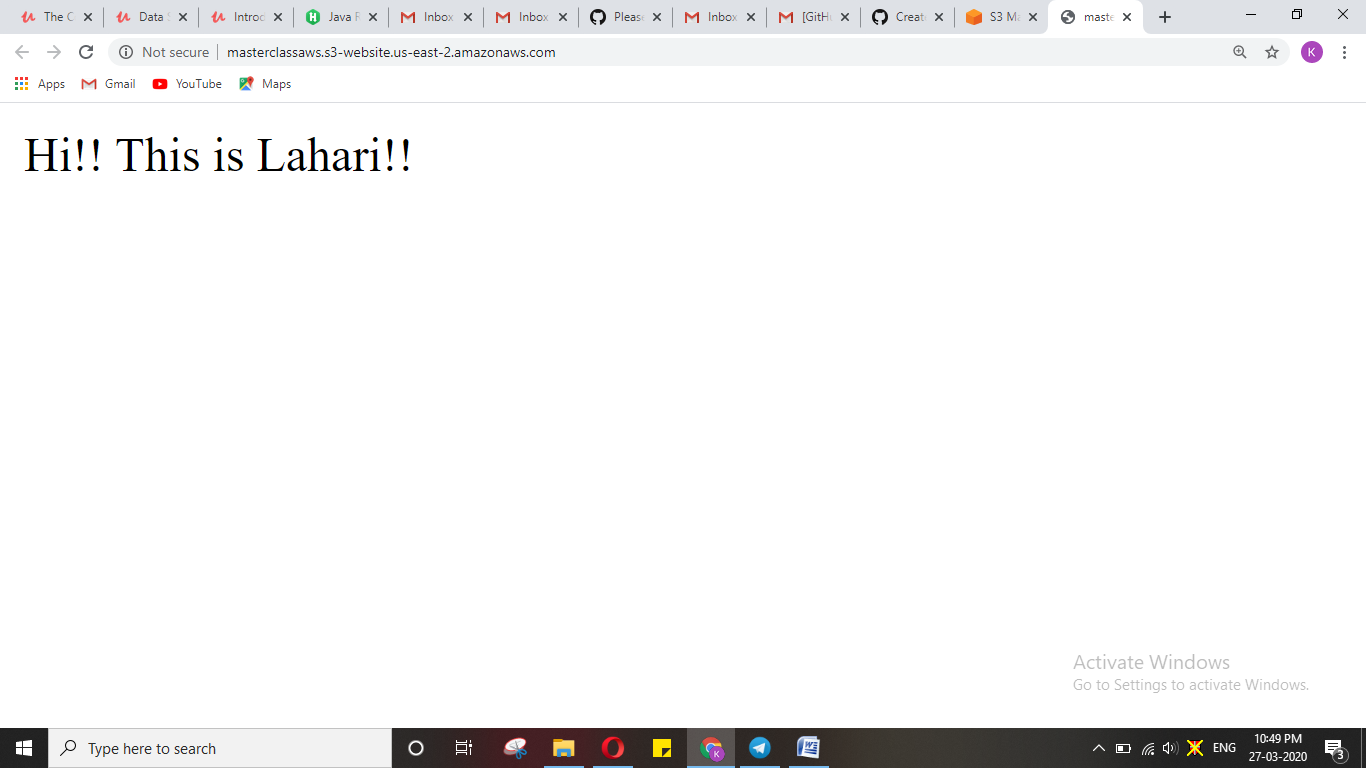 The C
Data S
Introd
Java F
Inbox
Inbox
Pleas
Inbox
[GitH
Creat
S3 Ma
maste
Not secure
masterclassaws.s3-website.us-east-2.amazonaws.com
K
Apps
Gmail
YouTube
Maps
Hi!! This is Lahari!!
Activate Windows
Go to Settings to activate Windows.
Type here to search
ENG
10:49 PM
27-03-2020
3